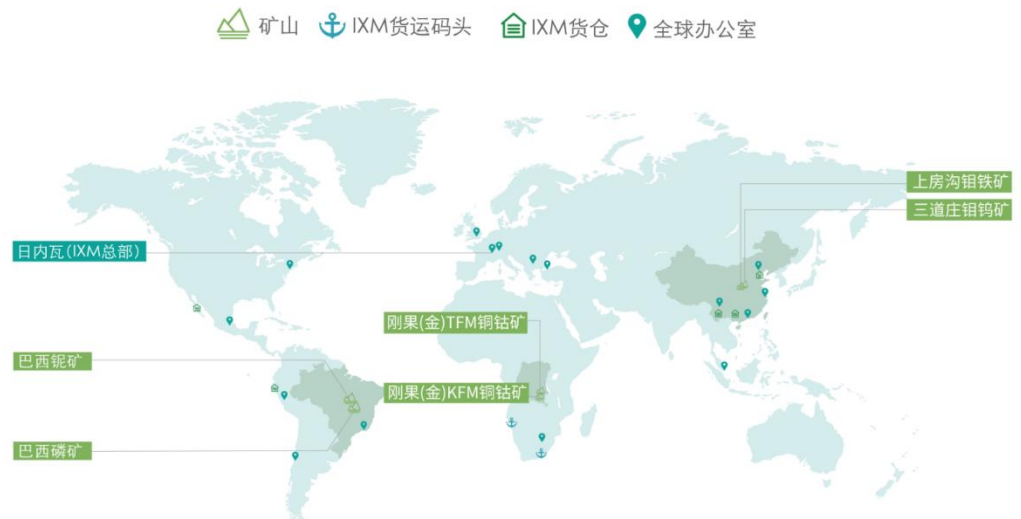 矿山
IXM货运码头
IXM货仓
全球办公室
上房沟钼铁矿
三道庄钼钨矿
日内瓦(IXM总部)
刚果(金)TFM铜钴矿
巴西铌矿
刚果(金)KFM铜钴矿
巴西磷矿